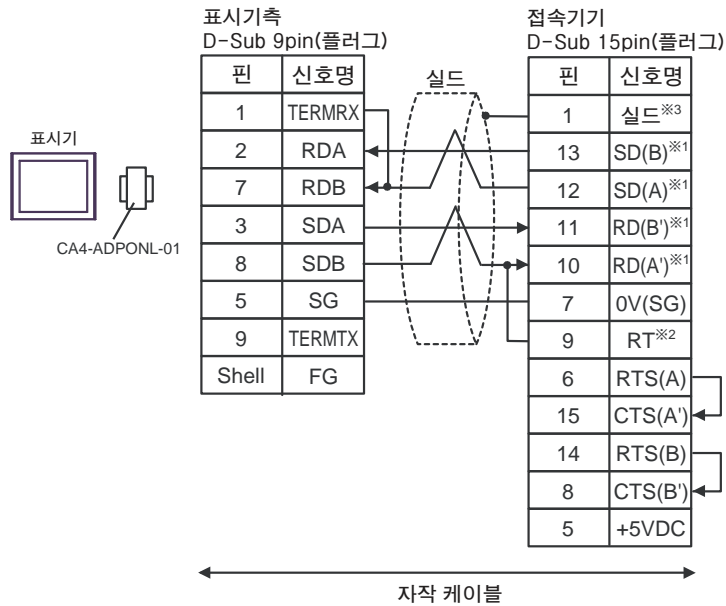 표시기측
D-Sub 9pin(플러그)
핀 신호명
1 TERMRX
2 RDA
7 RDB
3 SDA
8 SDB
5 SG
9 TERMTX
Shell FG
표시기
CA4-ADPONL-01
실드
접속기기
D-Sub 15pin(플러그)
핀 신호명
1 실드※3
13 SD(B)※1
12 SD(A)※1
11 RD(B')※1
10 RD(A')※1
7 0V(SG)
9 RT※2
6 RTS(A)
15 CTS(A')
14 RTS(B)
8 CTS(B')
5 +5VDC
자작 케이블